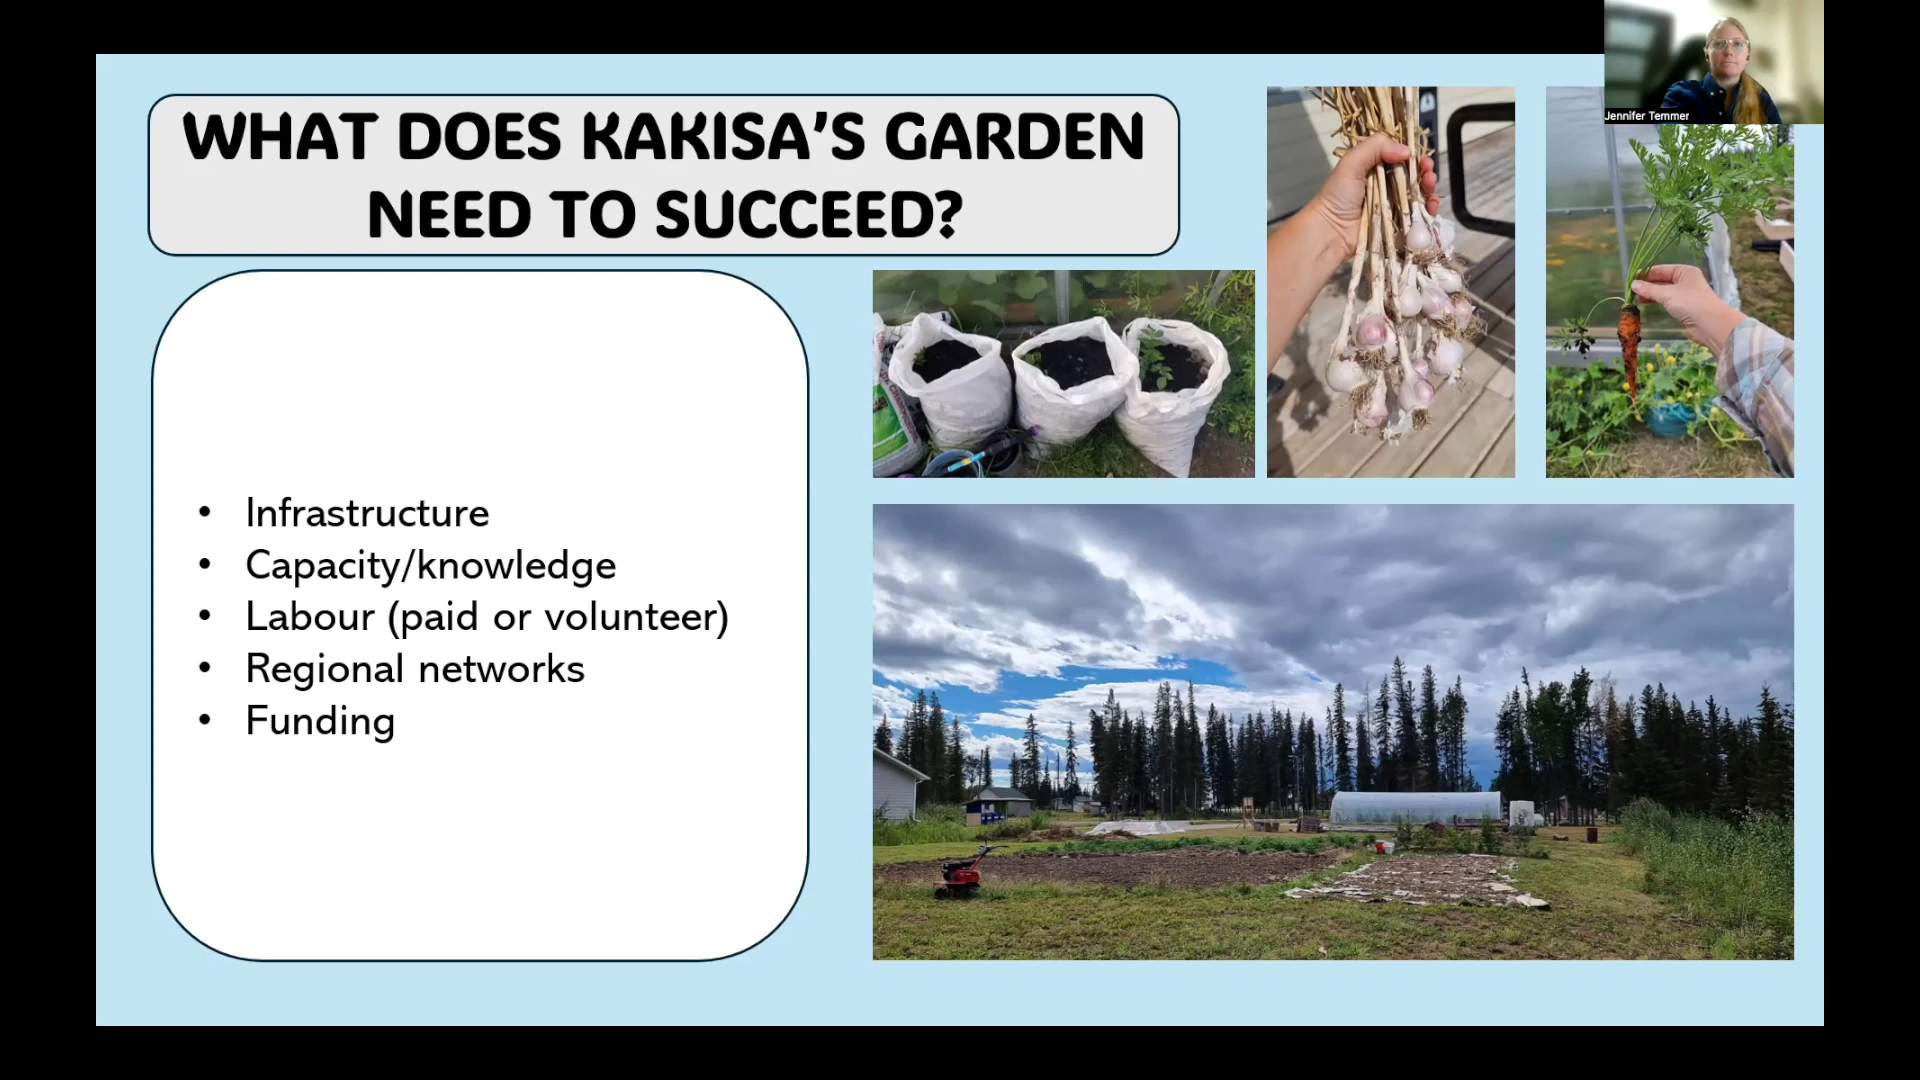 WHAT DOES KAKISA’S GARDEN
NEED TO SUCCEED?
• Infrastructure
• Capacity/knowledge
• Labour (paid or volunteer)
• Regional networks
• Funding
Jennifer Temmer